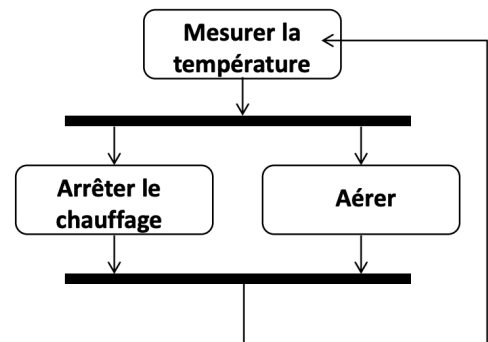 Mesurer la
température
Arrêter le
chauffage
Aérer